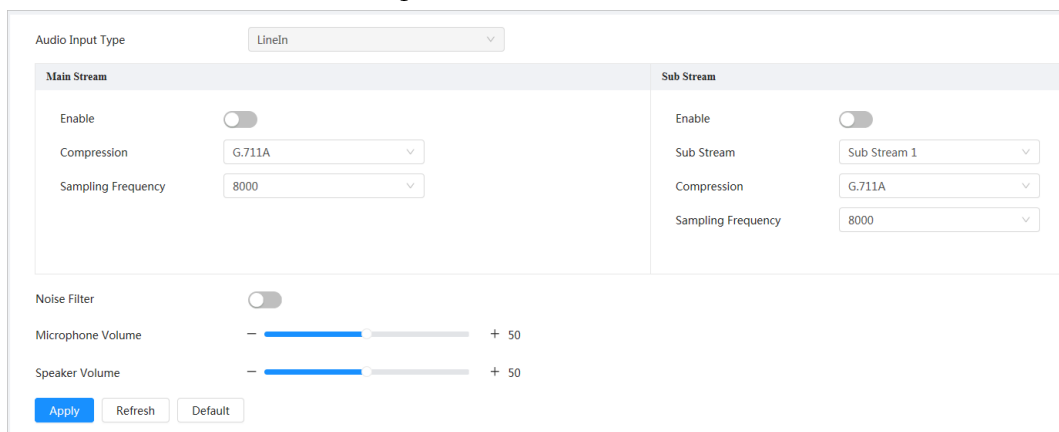 Audio Input Type LineIn
Main Stream Sub Stream
Enable Enable
Compression G.711A Sub Stream Sub Stream 1
Sampling Frequency 8000 Compression G.711A
Sampling Frequency 8000
Noise Filter
Microphone Volume − + 50
Speaker Volume − + 50
Apply Refresh Default